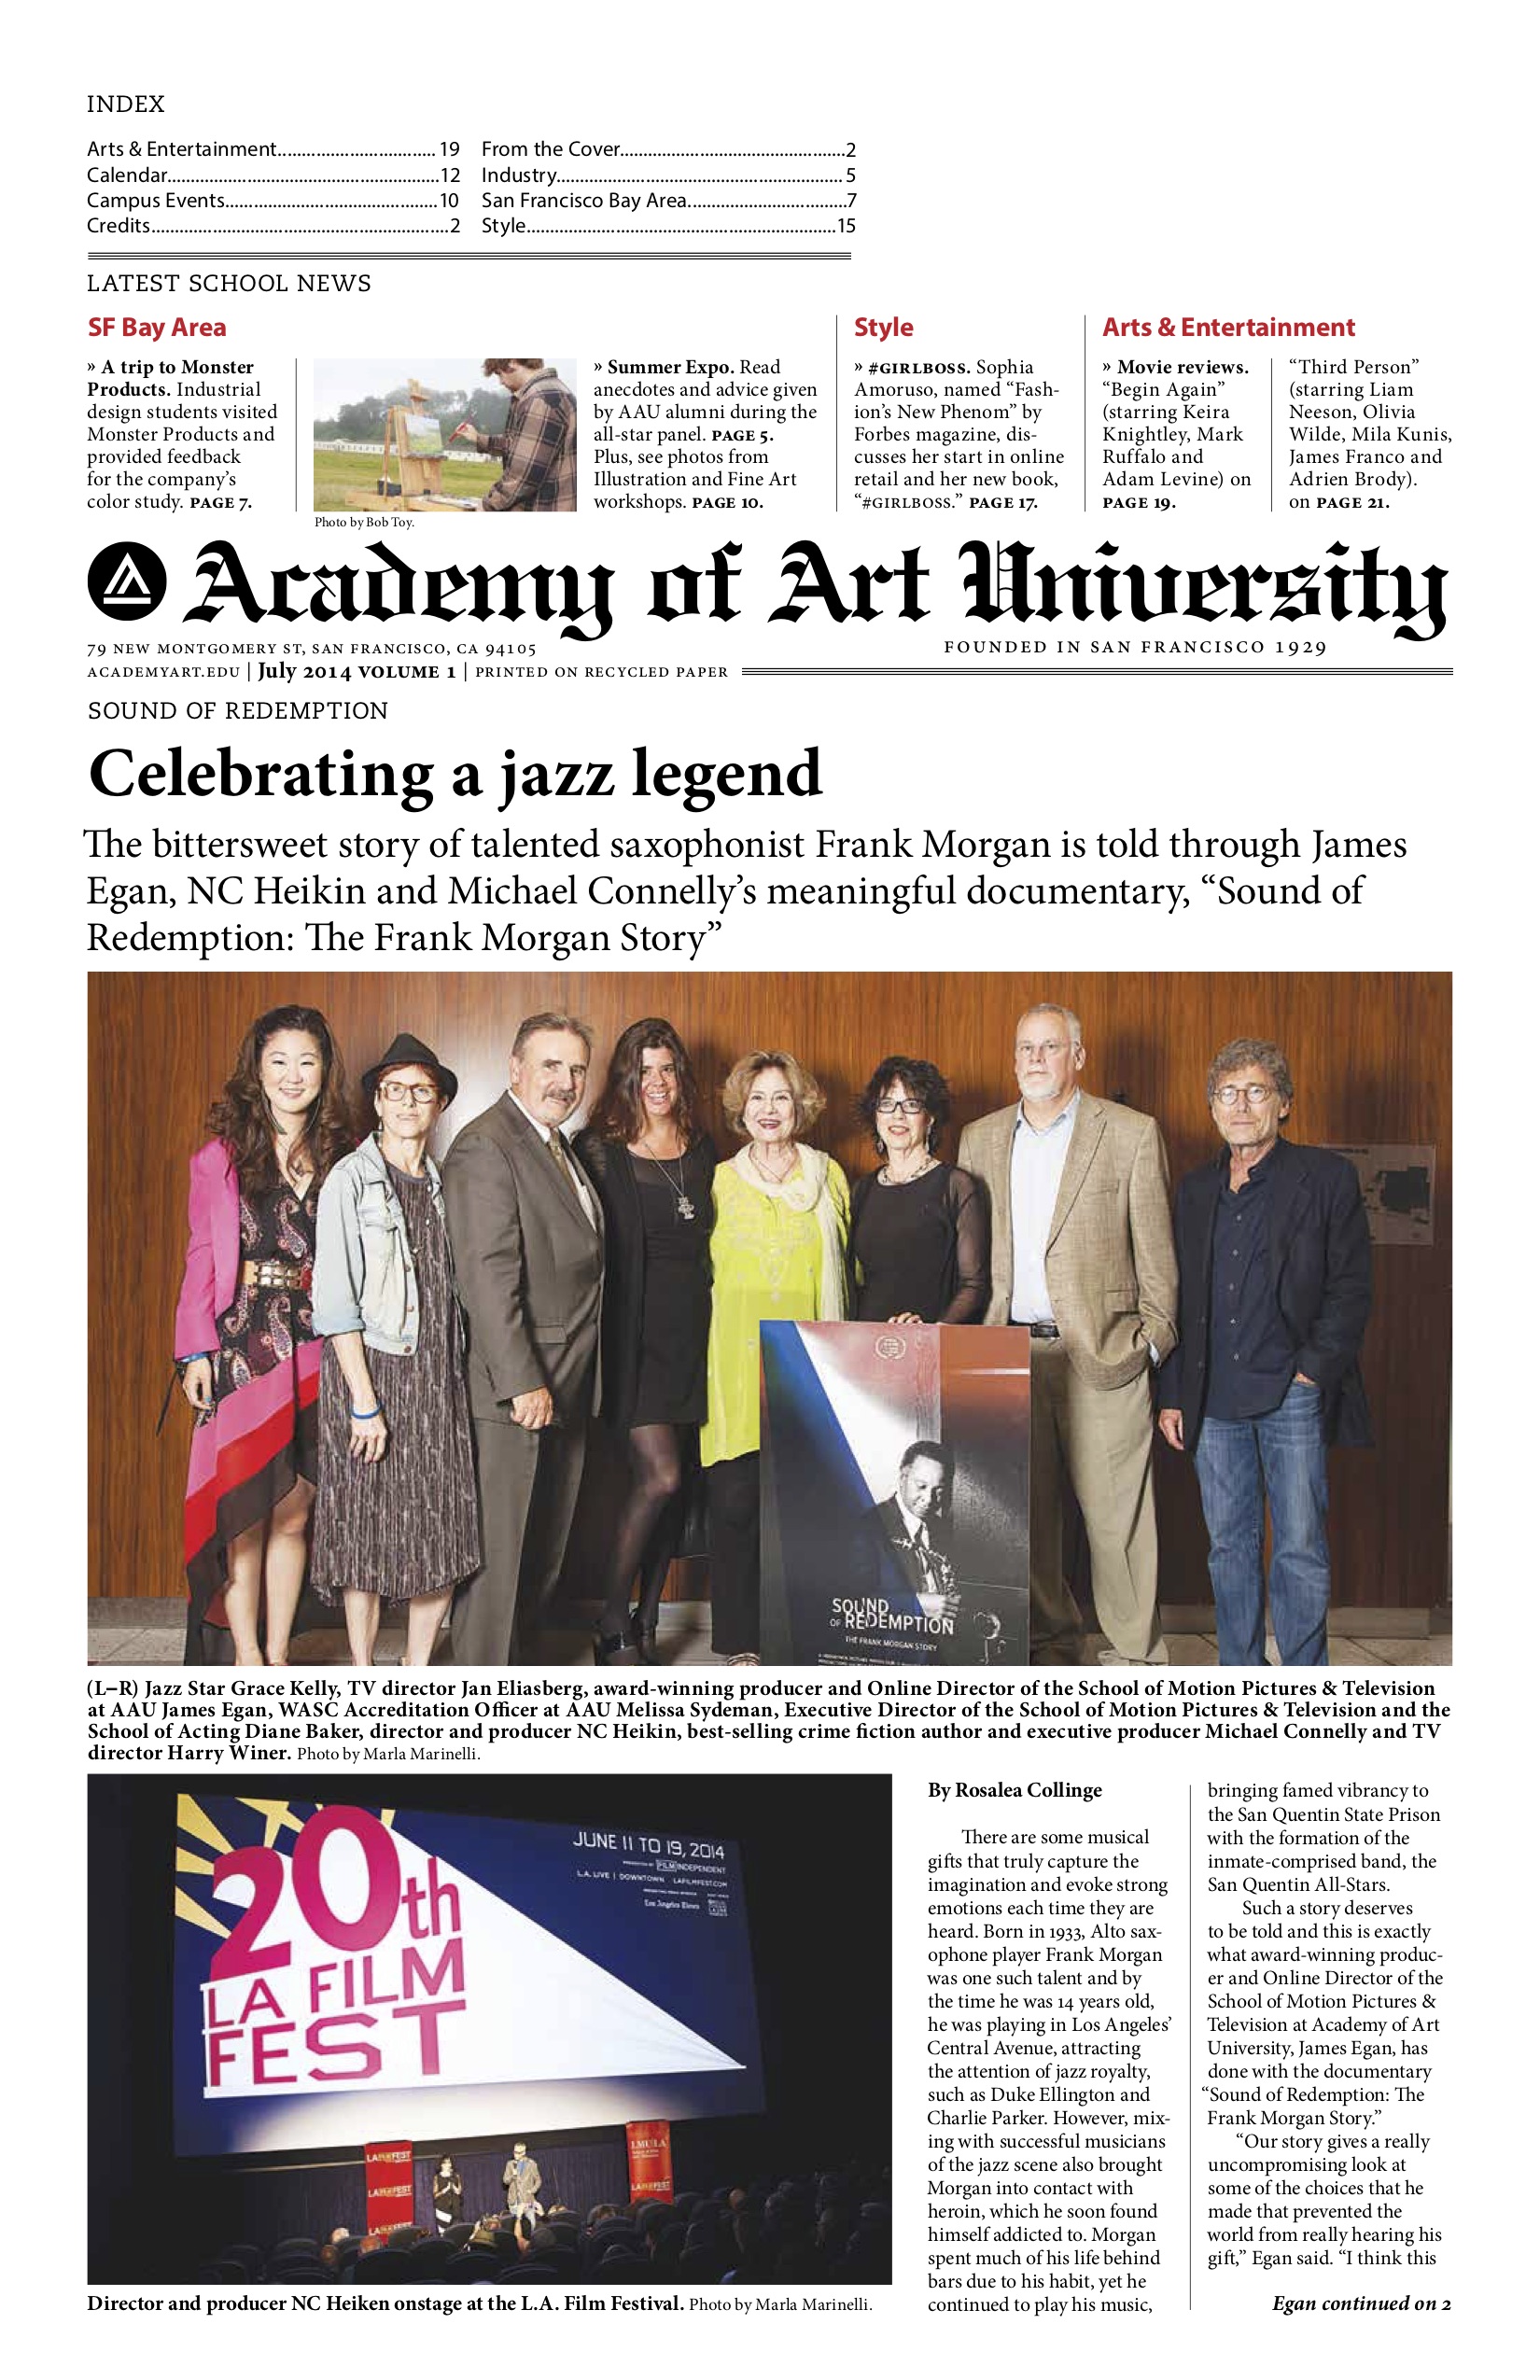 INDEX
Arts & Entertainment................................ 19
Calendar.........................................................12
Campus Events............................................. 10
Credits...............................................................2
From the Cover...............................................2
Industry............................................................ 5
San Francisco Bay Area.................................7
Style.................................................................15
LATEST SCHOOL NEWS
SF Bay Area
» A trip to Monster
Products. Industrial
design students visited
Monster Products and
provided feedback
for the company’s
color study. PAGE 7.
Photo by Bob Toy.
» Summer Expo. Read
anecdotes and advice given
by AAU alumni during the
all-star panel. PAGE 5.
Plus, see photos from
Illustration and Fine Art
workshops. PAGE 10.
Style
» #GIRLBOSS. Sophia
Amoruso, named “Fash-
ion’s New Phenom” by
Forbes magazine, dis-
cusses her start in online
retail and her new book,
“#GIRLBOSS.” PAGE 17.
Arts & Entertainment
» Movie reviews.
“Begin Again”
(starring Keira
Knightley, Mark
Ruffalo and
Adam Levine) on
PAGE 19.
“Third Person”
(starring Liam
Neeson, Olivia
Wilde, Mila Kunis,
James Franco and
Adrien Brody).
on PAGE 21.
Academy of Art University
79 NEW MONTGOMERY ST, SAN FRANCISCO, CA 94105
FOUNDED IN SAN FRANCISCO 1929
ACADEMYART.EDU | July 2014 VOLUME 1 | PRINTED ON RECYCLED PAPER
SOUND OF REDEMPTION
Celebrating a jazz legend
The bittersweet story of talented saxophonist Frank Morgan is told through James
Egan, NC Heikin and Michael Connelly’s meaningful documentary, “Sound of
Redemption: The Frank Morgan Story”
SOUND
OF REDEMPTION
THE FRANK MORGAN STORY
(L–R) Jazz Star Grace Kelly, TV director Jan Eliasberg, award-winning producer and Online Director of the School of Motion Pictures & Television
at AAU James Egan, WASC Accreditation Officer at AAU Melissa Sydeman, Executive Director of the School of Motion Pictures & Television and the
School of Acting Diane Baker, director and producer NC Heikin, best-selling crime fiction author and executive producer Michael Connelly and TV
director Harry Winer. Photo by Marla Marinelli.
20th
LA FILM
FEST
JUNE 11 TO 19, 2014
FILM INDEPENDENT
L.A. LIVE | DOWNTOWN LAFILMFEST.COM
Los Angeles Times
LA FILM FEST
LA FILM FEST
LA FILM FEST
LMU LA
LA FILM FEST
Director and producer NC Heiken onstage at the L.A. Film Festival. Photo by Marla Marinelli.
By Rosalea Collinge
There are some musical
gifts that truly capture the
imagination and evoke strong
emotions each time they are
heard. Born in 1933, Alto sax-
ophone player Frank Morgan
was one such talent and by
the time he was 14 years old,
he was playing in Los Angeles’
Central Avenue, attracting
the attention of jazz royalty,
such as Duke Ellington and
Charlie Parker. However, mix-
ing with successful musicians
of the jazz scene also brought
Morgan into contact with
heroin, which he soon found
himself addicted to. Morgan
spent much of his life behind
bars due to his habit, yet he
continued to play his music,
bringing famed vibrancy to
the San Quentin State Prison
with the formation of the
inmate-comprised band, the
San Quentin All-Stars.
Such a story deserves
to be told and this is exactly
what award-winning produc-
er and Online Director of the
School of Motion Pictures &
Television at Academy of Art
University, James Egan, has
done with the documentary
“Sound of Redemption: The
Frank Morgan Story.”
“Our story gives a really
uncompromising look at
some of the choices that he
made that prevented the
world from really hearing his
gift,” Egan said. “I think this
Egan continued on 2